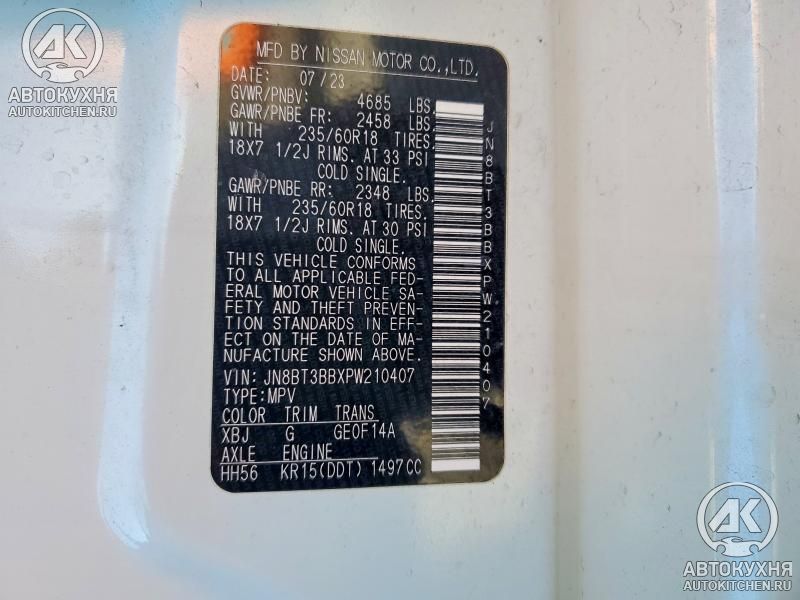 AK
АВТОКУХНЯ
AUTOKITCHEN.RU
MFD BY NISSAN MOTOR CO.,LTD.
DATE: 07/23
GVWR/PNBV: 4685 LBS.
GAWR/PNBE FR: 2458 LBS.
WITH 235/60R18 TIRES.
18X7 1/2J RIMS. AT 33 PSI
COLD SINGLE.
GAWR/PNBE RR: 2348 LBS.
WITH 235/60R18 TIRES.
18X7 1/2J RIMS. AT 30 PSI
COLD SINGLE.
THIS VEHICLE CONFORMS
TO ALL APPLICABLE FED-
ERAL MOTOR VEHICLE SA-
FETY AND THEFT PREVEN-
TION STANDARDS IN EFF-
ECT ON THE DATE OF MA-
NUFACTURE SHOWN ABOVE.
VIN: JN8BT3BBXPW210407
TYPE:MPV
COLOR TRIM TRANS
XBJ G GE0F14A
AXLE ENGINE
HH56 KR15(DDT) 1497CC
JN8BT3BBXPW210407
AK
АВТОКУХНЯ
AUTOKITCHEN.RU